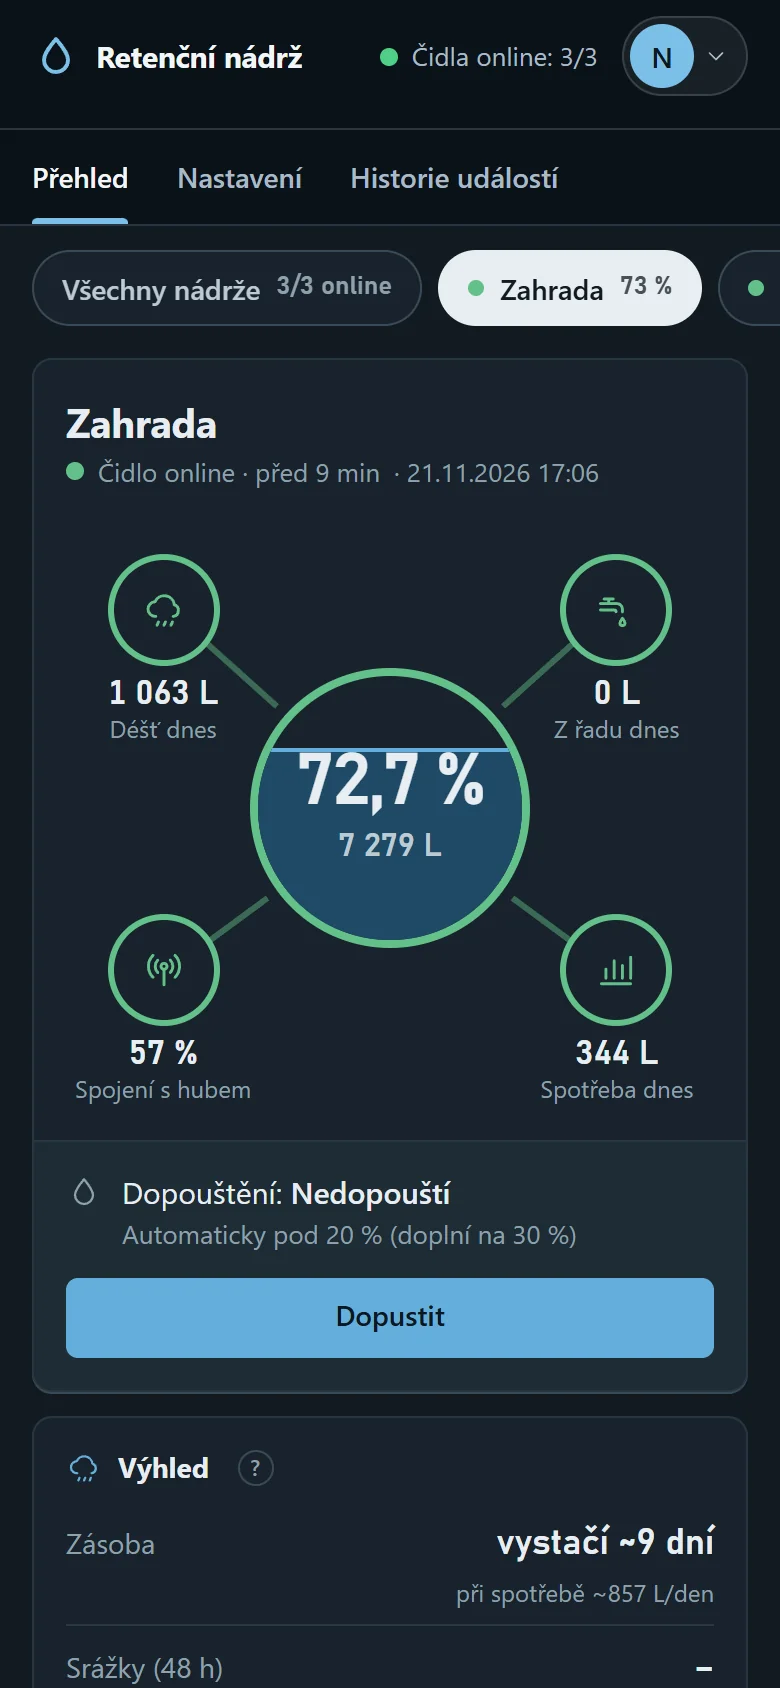 Retenční nádrž
Čidla online: 3/3
N
Přehled
Nastavení
Historie událostí
Všechny nádrže 3/3 online
Zahrada 73 %
Zahrada
Čidlo online · před 9 min · 21.11.2026 17:06
1 063 L
Déšť dnes
0 L
Z řadu dnes
72,7 %
7 279 L
57 %
Spojení s hubem
344 L
Spotřeba dnes
Dopouštění: Nedopouští
Automaticky pod 20 % (doplní na 30 %)
Dopustit
Výhled ?
Zásoba
vystačí ~9 dní
při spotřebě ~857 L/den
Srážky (48 h)
–